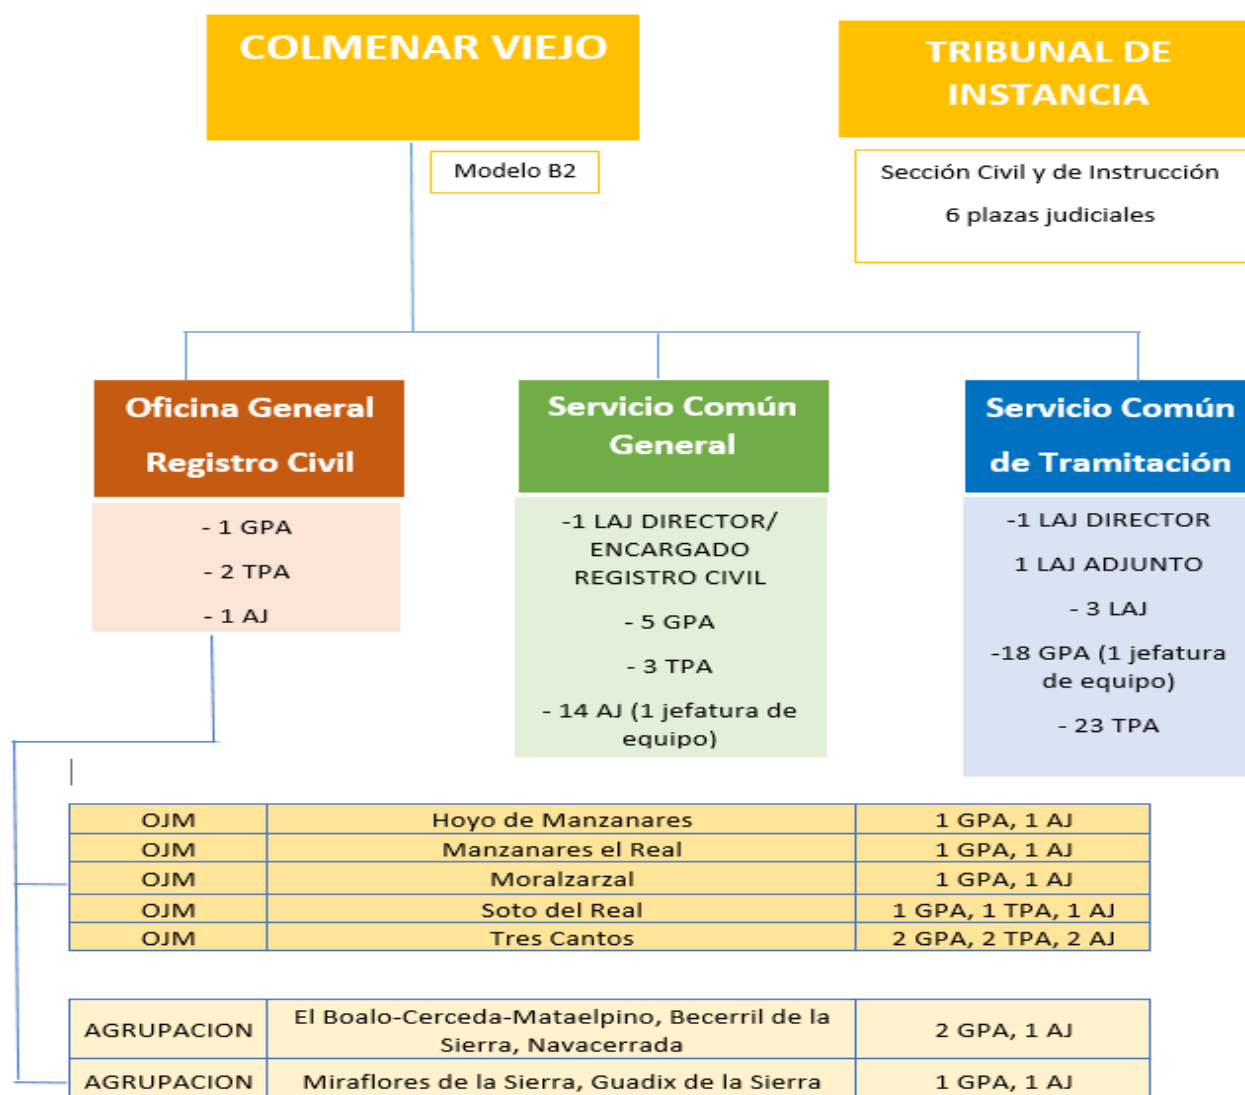 COLMENAR VIEJO
TRIBUNAL DE
INSTANCIA
Modelo B2
Sección Civil y de Instrucción
6 plazas judiciales
Oficina General
Registro Civil
- 1 GPA
- 2 TPA
- 1 AJ
Servicio Común
General
-1 LAJ DIRECTOR/
ENCARGADO
REGISTRO CIVIL
- 5 GPA
- 3 TPA
- 14 AJ (1 jefatura de
equipo)
Servicio Común
de Tramitación
-1 LAJ DIRECTOR
1 LAJ ADJUNTO
- 3 LAJ
-18 GPA (1 jefatura
de equipo)
- 23 TPA
OJM Hoyo de Manzanares 1 GPA, 1 AJ
OJM Manzanares el Real 1 GPA, 1 AJ
OJM Moralzarzal 1 GPA, 1 AJ
OJM Soto del Real 1 GPA, 1 TPA, 1 AJ
OJM Tres Cantos 2 GPA, 2 TPA, 2 AJ
AGRUPACION El Boalo-Cerceda-Mataelpino, Becerril de la
Sierra, Navacerrada 2 GPA, 1 AJ
AGRUPACION Miraflores de la Sierra, Guadix de la Sierra 1 GPA, 1 AJ